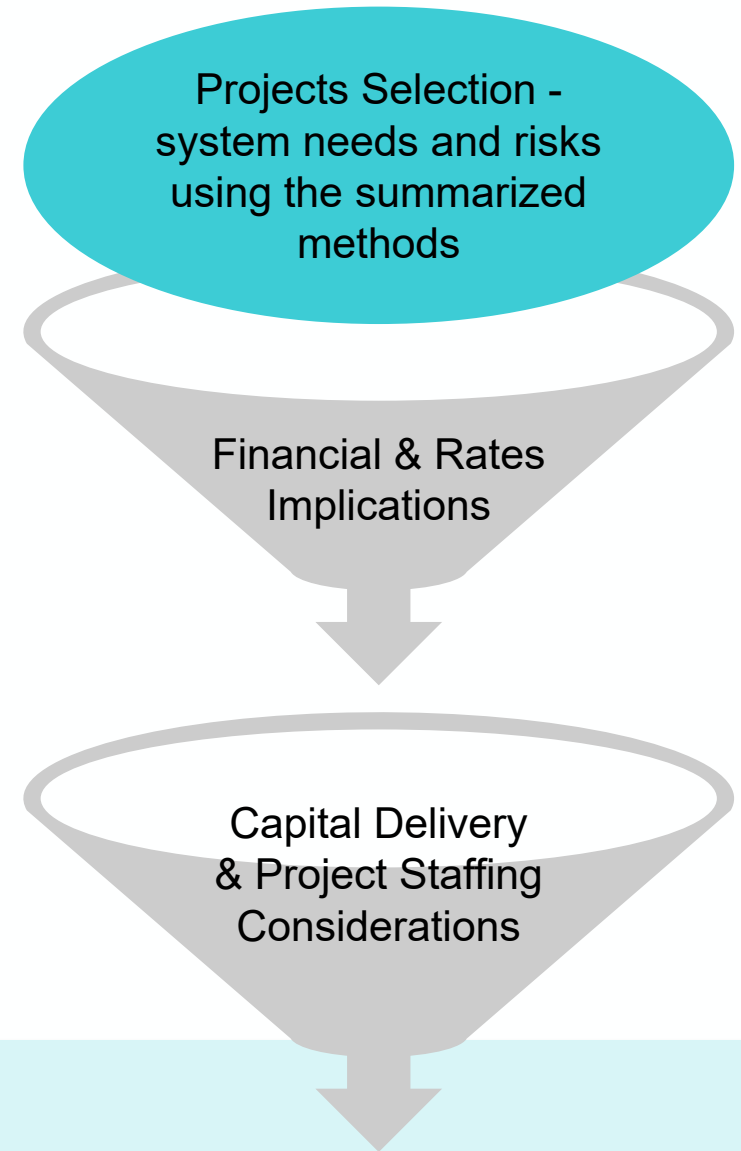 Projects Selection -
system needs and risks
using the summarized
methods
Financial & Rates
Implications
Capital Delivery
& Project Staffing
Considerations